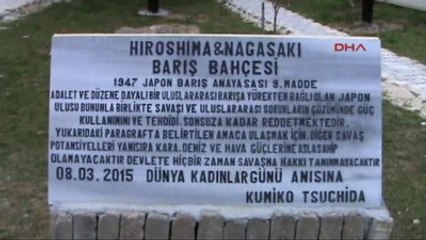 DHA
HIROSHIMA&NAGASAKI
BARIŞ BAHÇESİ
1947 JAPON BARIŞ ANAYASASI 9. MADDE
ADALET VE DÜZENE DAYALI BİR ULUSLARARASI BARIŞA YÜREKTEN BAĞLI OLAN JAPON
ULUSU BUNUNLA BİRLİKTE SAVAŞI VE ULUSLARARASI SORUNLARIN ÇÖZÜMÜNDE GÜÇ
KULLANIMINI VE TEHDİDİ, SONSUZA KADAR REDDETMEKTEDİR.
YUKARIDAKİ PARAGRAFTA BELİRTİLEN AMACA ULAŞMAK İÇİN, DİĞER SAVAŞ
POTANSİYELLERİ YANISIRA KARA, DENİZ VE HAVA GÜÇLERİNE ASLA SAHİP
OLAMAYACAKTIR DEVLETE HİÇBİR ZAMAN SAVAŞMA HAKKI TANINMAYACAKTIR
08.03.2015 DÜNYA KADINLAR GÜNÜ ANISINA
KUNIKO TSUCHIDA